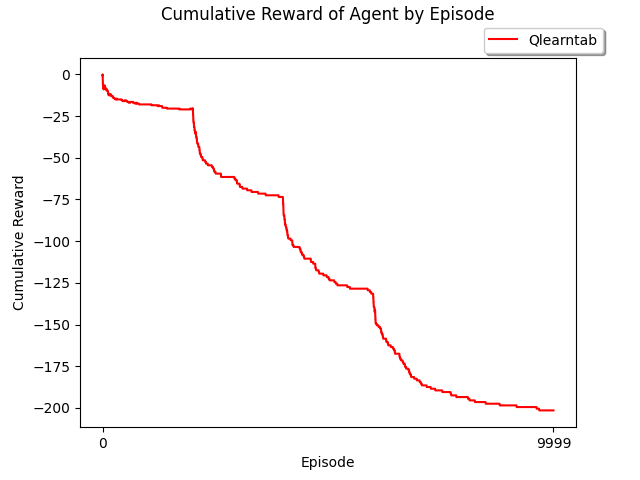 Cumulative Reward of Agent by Episode
Qlearntab
0
−25
−50
−75
−100
−125
−150
−175
−200
Cumulative Reward
0
9999
Episode